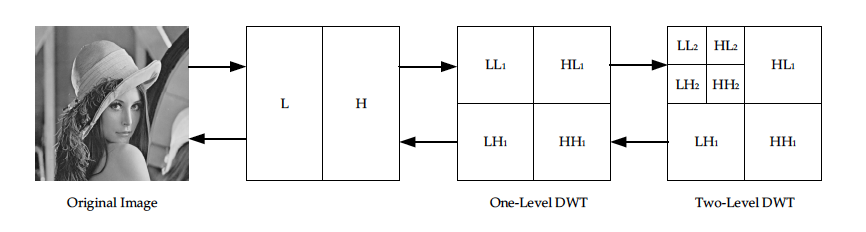 L H
LL₁ HL₁
LH₁ HH₁
LL₂ HL₂ HL₁
LH₂ HH₂
LH₁ HH₁
Original Image
One-Level DWT
Two-Level DWT